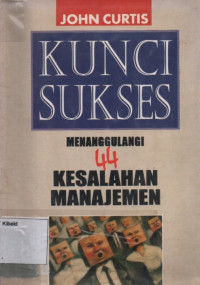 JOHN CURTIS
KUNCI
SUKSES
MENANGGULANGI
44
KESALAHAN
MANAJEMEN